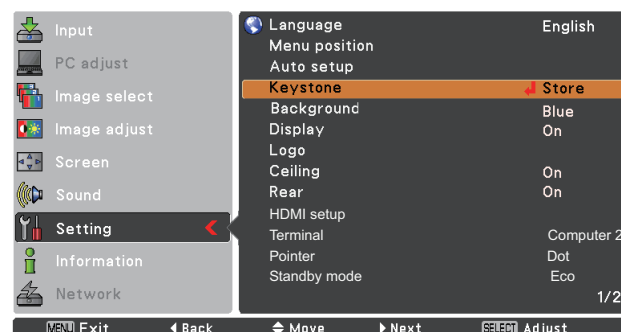 Input
PC adjust
Image select
Image adjust
Screen
Sound
Setting
Information
Network
Language English
Menu position
Auto setup
Keystone Store
Background Blue
Display On
Logo
Ceiling On
Rear On
HDMI setup
Terminal Computer 2
Pointer Dot
Standby mode Eco
1/2
MENU Exit Back Move Next SELECT Adjust